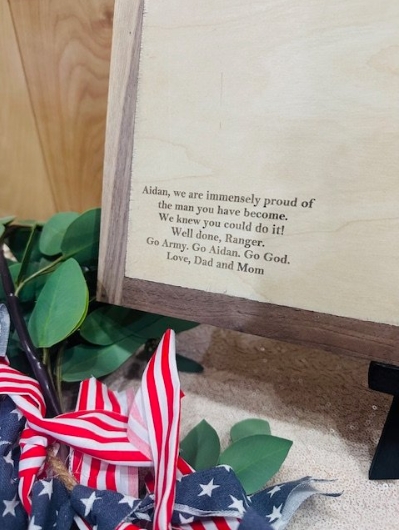 Aidan, we are immensely proud of
the man you have become.
We knew you could do it!
Well done, Ranger.
Go Army. Go Aidan. Go God.
Love, Dad and Mom